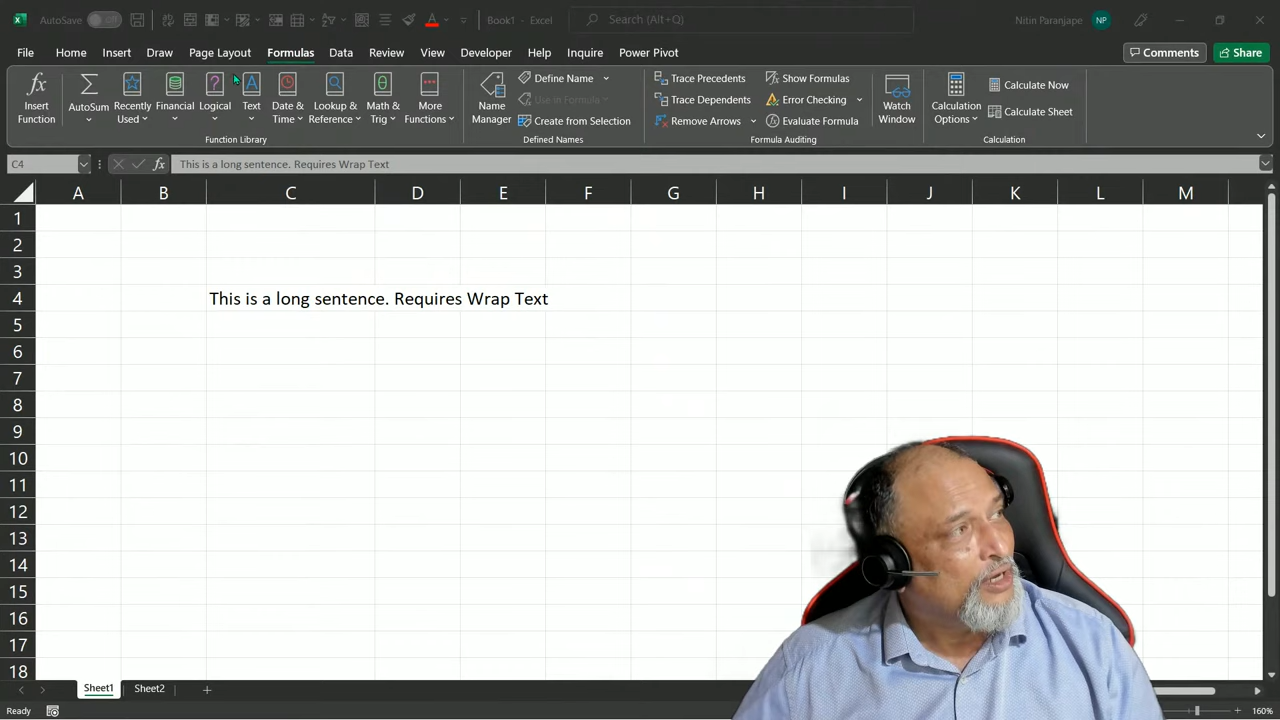 AutoSave Off Book1 - Excel Search (Alt+Q) Nitin Paranjape NP
File Home Insert Draw Page Layout Formulas Data Review View Developer Help Inquire Power Pivot Comments Share
Insert Function
AutoSum
Recently Used
Financial
Logical
Text
Date & Time
Lookup & Reference
Math & Trig
More Functions
Function Library
Name Manager
Define Name
Use in Formula
Create from Selection
Defined Names
Trace Precedents
Trace Dependents
Remove Arrows
Show Formulas
Error Checking
Evaluate Formula
Formula Auditing
Watch Window
Calculation Options
Calculate Now
Calculate Sheet
Calculation
C4 fx This is a long sentence. Requires Wrap Text
A B C D E F G H I J K L M
1
2
3
4 This is a long sentence. Requires Wrap Text
5
6
7
8
9
10
11
12
13
14
15
16
17
18
Sheet1 Sheet2
Ready 160%